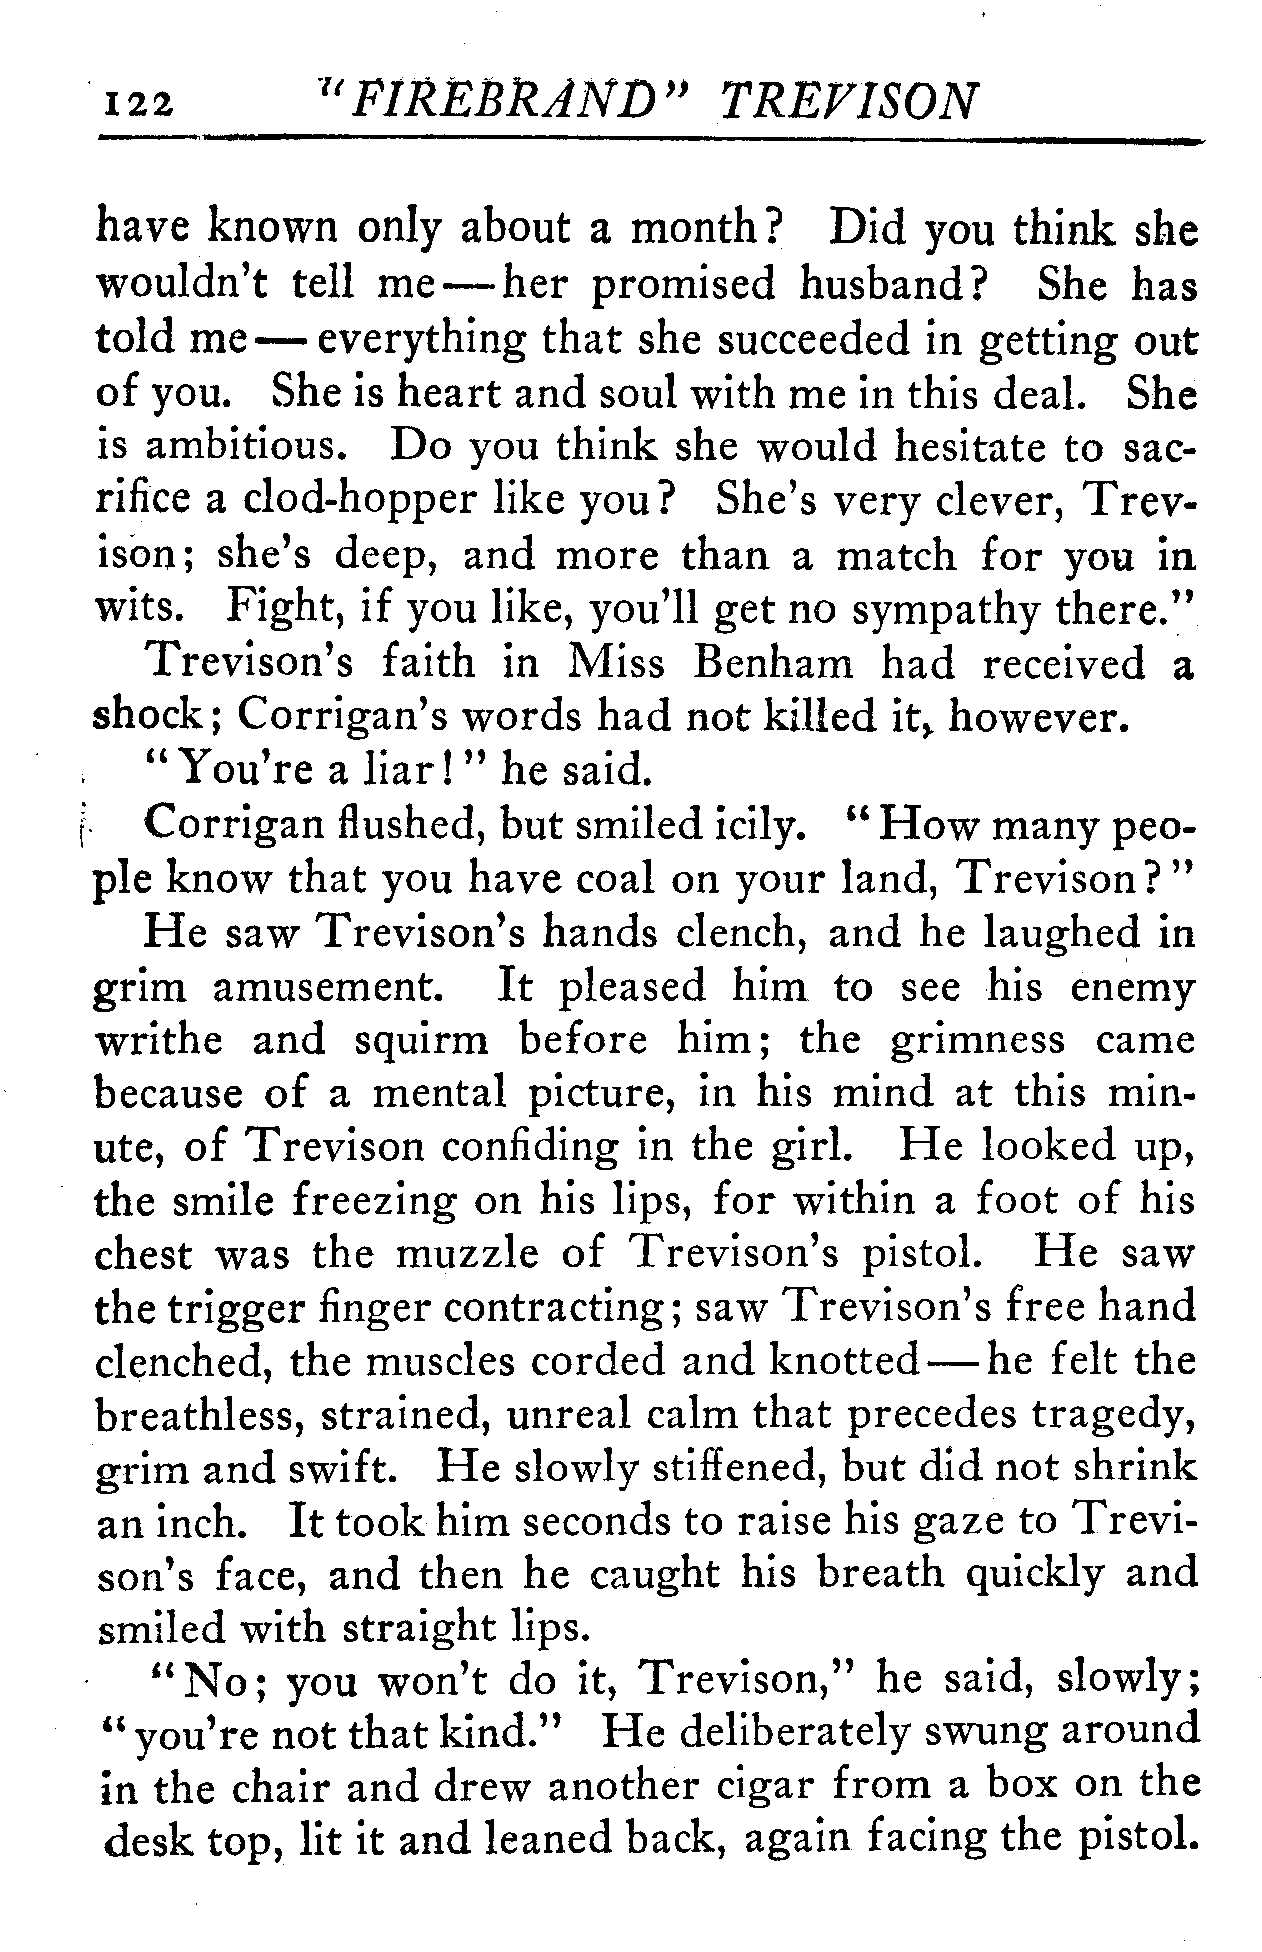 122 "FIREBRAND" TREVISON
have known only about a month? Did you think she
wouldn't tell me—her promised husband? She has
told me—everything that she succeeded in getting out
of you. She is heart and soul with me in this deal. She
is ambitious. Do you think she would hesitate to sac-
rifice a clod-hopper like you? She's very clever, Trev-
ison; she's deep, and more than a match for you in
wits. Fight, if you like, you'll get no sympathy there."
Trevison's faith in Miss Benham had received a
shock; Corrigan's words had not killed it, however.
"You're a liar!" he said.
Corrigan flushed, but smiled icily. "How many peo-
ple know that you have coal on your land, Trevison?"
He saw Trevison's hands clench, and he laughed in
grim amusement. It pleased him to see his enemy
writhe and squirm before him; the grimness came
because of a mental picture, in his mind at this min-
ute, of Trevison confiding in the girl. He looked up,
the smile freezing on his lips, for within a foot of his
chest was the muzzle of Trevison's pistol. He saw
the trigger finger contracting; saw Trevison's free hand
clenched, the muscles corded and knotted—he felt the
breathless, strained, unreal calm that precedes tragedy,
grim and swift. He slowly stiffened, but did not shrink
an inch. It took him seconds to raise his gaze to Trevi-
son's face, and then he caught his breath quickly and
smiled with straight lips.
"No; you won't do it, Trevison," he said, slowly;
"you're not that kind." He deliberately swung around
in the chair and drew another cigar from a box on the
desk top, lit it and leaned back, again facing the pistol.